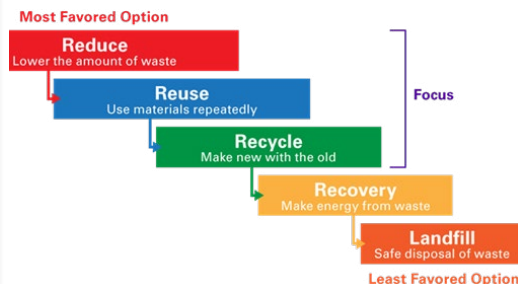 Most Favored Option
Reduce
Lower the amount of waste
Reuse
Use materials repeatedly
Focus
Recycle
Make new with the old
Recovery
Make energy from waste
Landfill
Safe disposal of waste
Least Favored Option